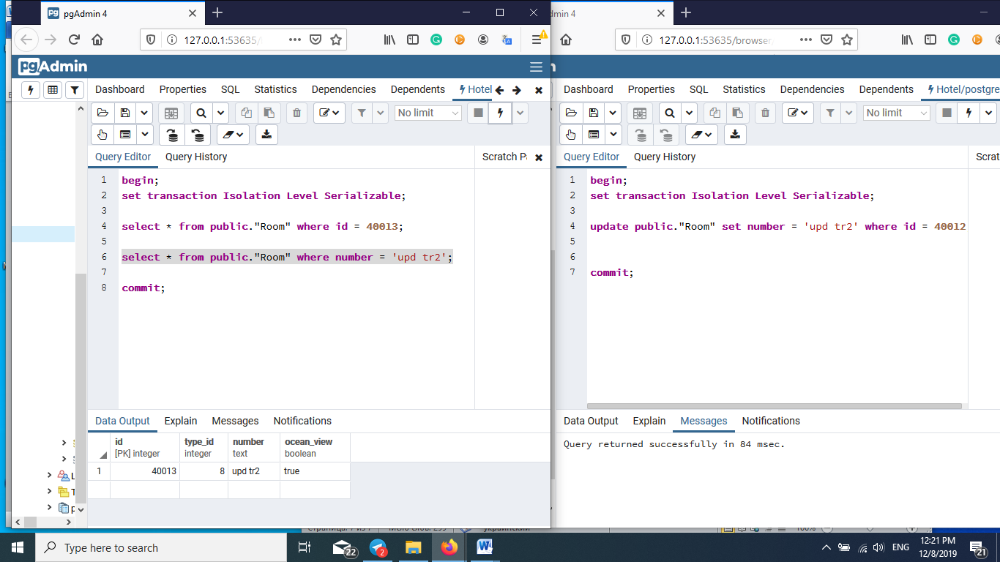 pgAdmin 4
127.0.0.1:53635/
pgAdmin
Dashboard Properties SQL Statistics Dependencies Dependents Hotel
No limit
Query Editor Query History Scratch P
1 begin;
2 set transaction Isolation Level Serializable;
3
4 select * from public."Room" where id = 40013;
5
6 select * from public."Room" where number = 'upd tr2';
7
8 commit;
Data Output Explain Messages Notifications
id type_id number ocean_view
[PK] integer integer text boolean
1 40013 8 upd tr2 true
dmin 4
127.0.0.1:53635/browser
Dashboard Properties SQL Statistics Dependencies Dependents Hotel/postgre
No limit
Query Editor Query History Scrat
1 begin;
2 set transaction Isolation Level Serializable;
3
4 update public."Room" set number = 'upd tr2' where id = 40012
5
6
7 commit;
Data Output Explain Messages Notifications
Query returned successfully in 84 msec.
100%
Type here to search
22
2
ENG
12:21 PM
12/8/2019
21